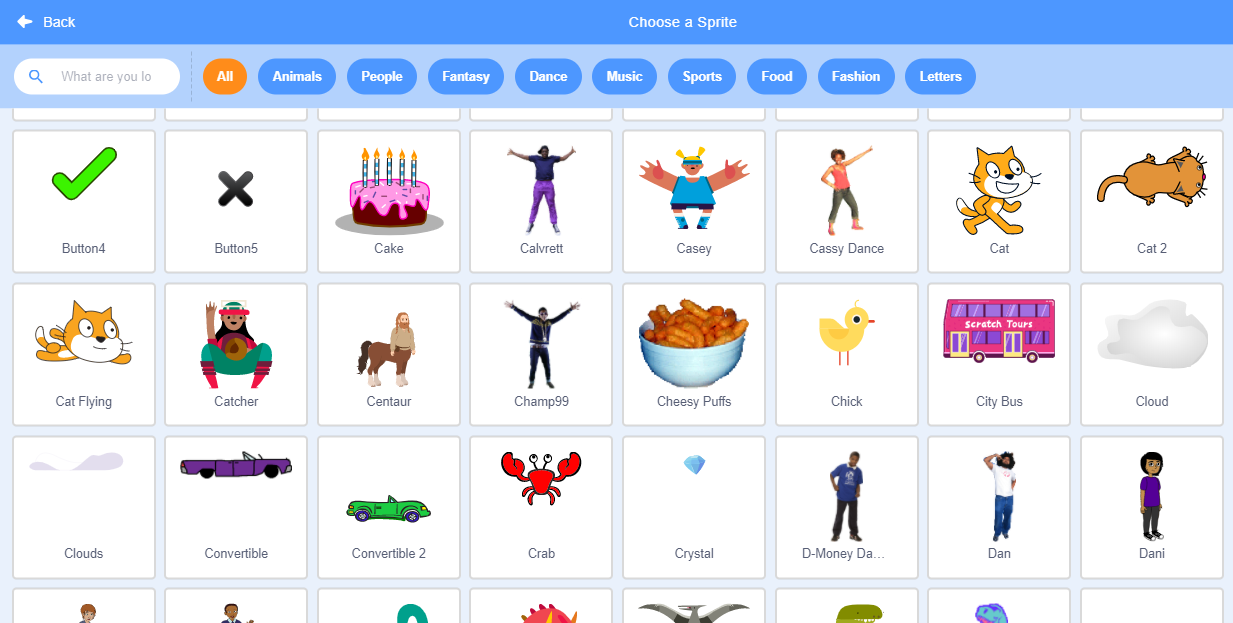 Back
Choose a Sprite
What are you lo
All
Animals
People
Fantasy
Dance
Music
Sports
Food
Fashion
Letters
Button4
Button5
Cake
Calvrett
Casey
Cassy Dance
Cat
Cat 2
Cat Flying
Catcher
Centaur
Champ99
Cheesy Puffs
Chick
Scratch Tours
City Bus
Cloud
Clouds
Convertible
Convertible 2
Crab
Crystal
D-Money Da…
Dan
Dani